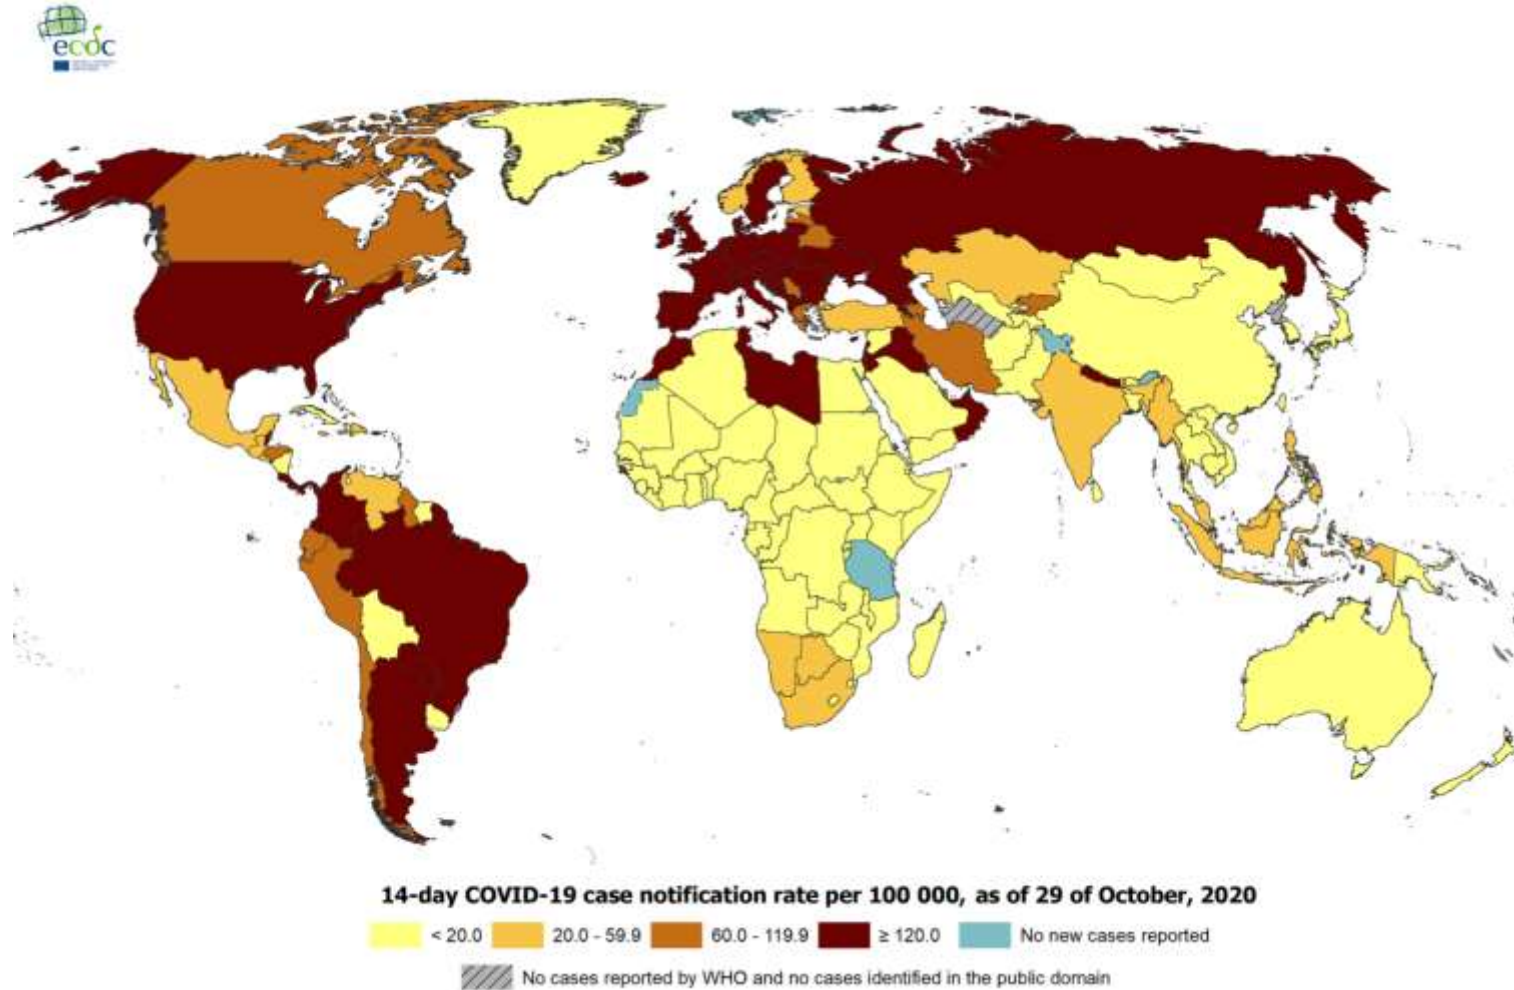 ecdc
14-day COVID-19 case notification rate per 100 000, as of 29 of October, 2020
< 20.0 20.0 - 59.9 60.0 - 119.9 ≥ 120.0 No new cases reported
No cases reported by WHO and no cases identified in the public domain